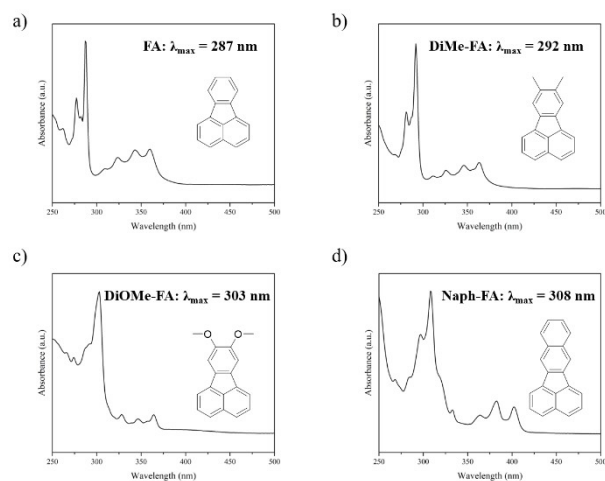 a)
FA: λmax = 287 nm
Absorbance (a.u.)
250 300 350 400 450 500
Wavelength (nm)
b)
DiMe-FA: λmax = 292 nm
Absorbance (a.u.)
250 300 350 400 450 500
Wavelength (nm)
c)
DiOMe-FA: λmax = 303 nm
O O
Absorbance (a.u.)
250 300 350 400 450 500
Wavelength (nm)
d)
Naph-FA: λmax = 308 nm
Absorbance (a.u.)
250 300 350 400 450 500
Wavelength (nm)